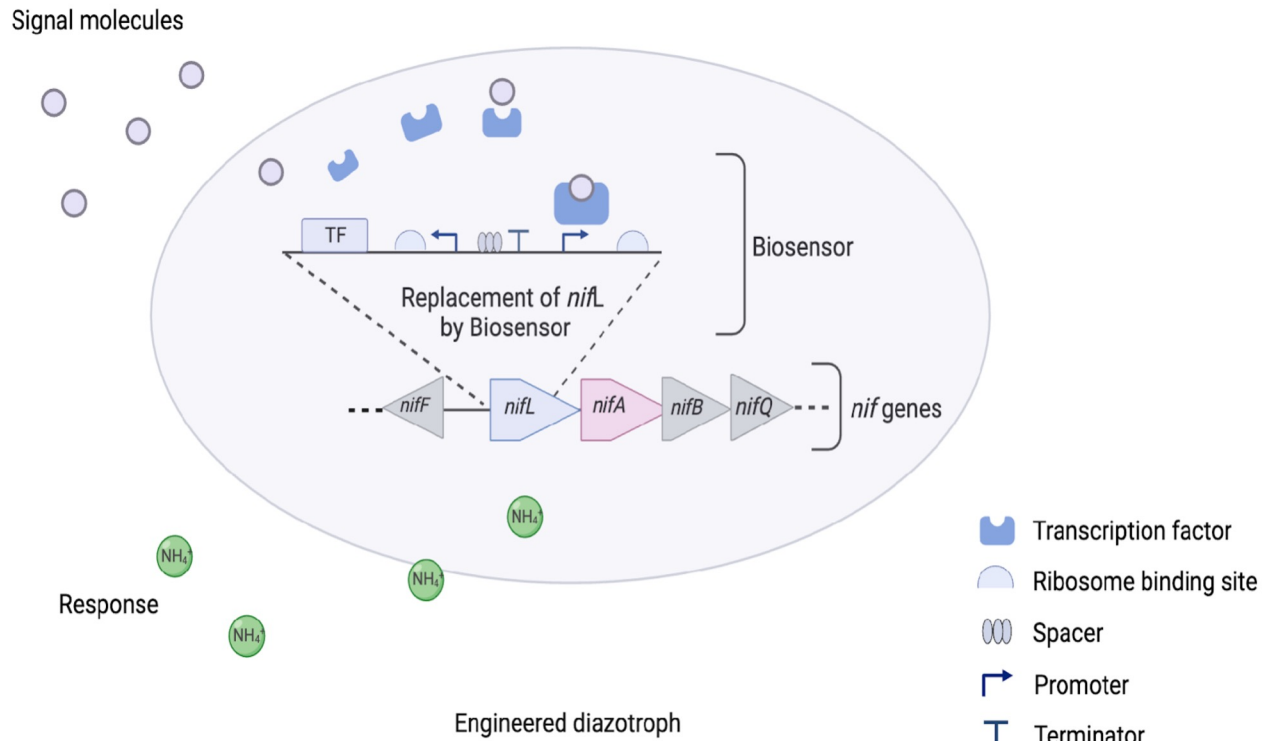 Signal molecules
TF
Biosensor
Replacement of nifL
by Biosensor
nifF
nifL
nifA
nifB
nifQ
nif genes
NH₄⁺
NH₄⁺
NH₄⁺
NH₄⁺
Response
Transcription factor
Ribosome binding site
Spacer
Promoter
Terminator
Engineered diazotroph